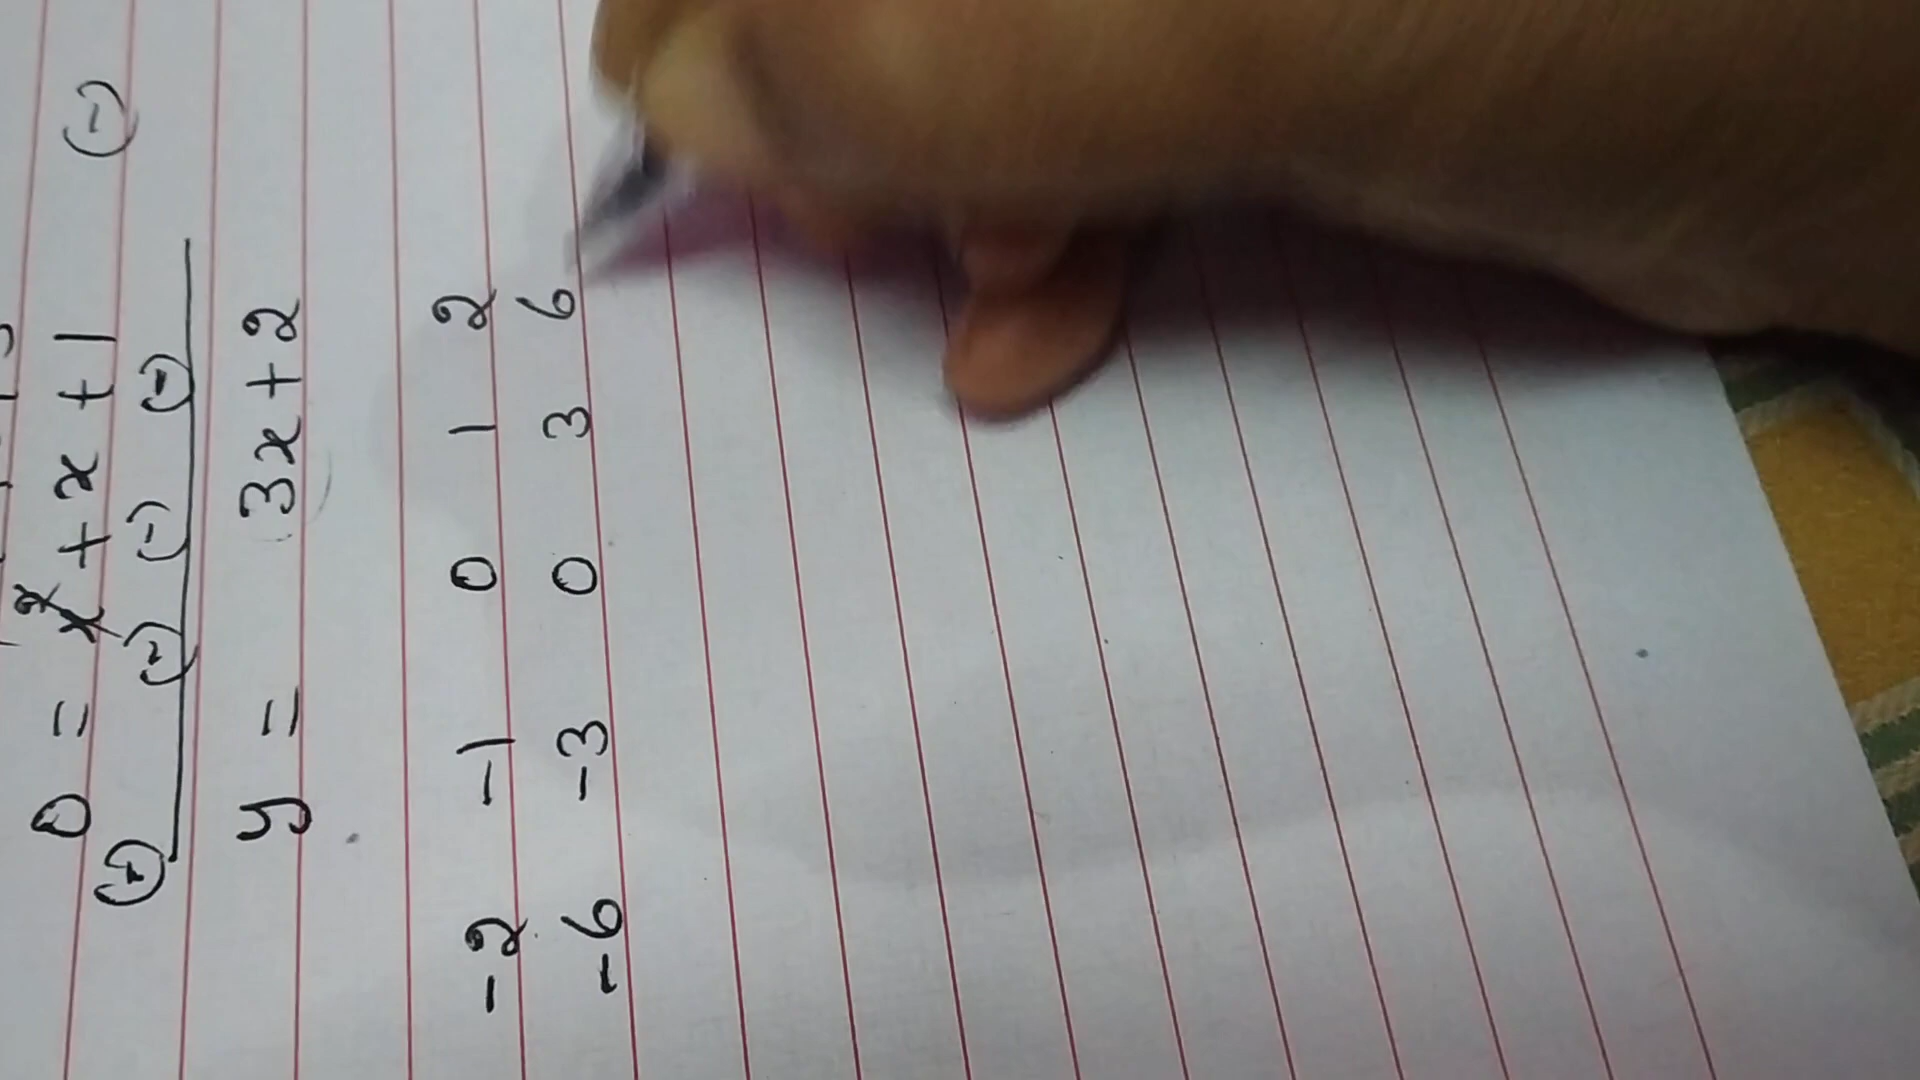 0 = x² + x + 1 (-)
(-) (-) (-) (-)
y = 3x + 2
-2 -1 0 1 2
-6 -3 0 3 6